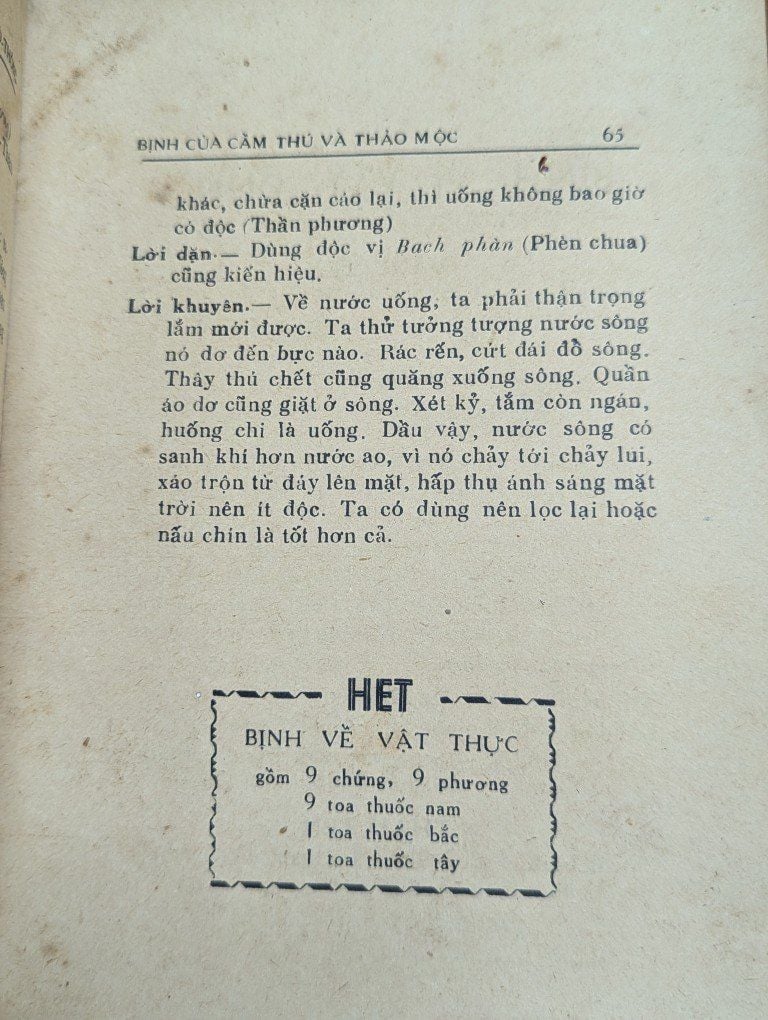 BỊNH CỦA CẦM THÚ VÀ THẢO MỘC 65
khác, chừa cặn cáo lại, thì uống không bao giờ
có độc (Thần phương)
Lời dặn.— Dùng độc vị Bach phàn (Phèn chua)
cũng kiến hiệu.
Lời khuyên.— Về nước uống, ta phải thận trọng
lắm mới được. Ta thử tưởng tượng nước sông
nó dơ đến bực nào. Rác rến, cứt đái đổ sông.
Thây thú chết cũng quăng xuống sông. Quần
áo dơ cũng giặt ở sông. Xét kỷ, tắm còn ngán,
huống chi là uống. Dầu vậy, nước sông có
sanh khí hơn nước ao, vì nó chảy tới chảy lui,
xáo trộn từ đáy lên mặt, hấp thụ ánh sáng mặt
trời nên ít độc. Ta có dùng nên lọc lại hoặc
nấu chín là tốt hơn cả.
HET
BỊNH VỀ VẬT THỰC
gồm 9 chứng, 9 phương
9 toa thuốc nam
1 toa thuốc bắc
1 toa thuốc tây